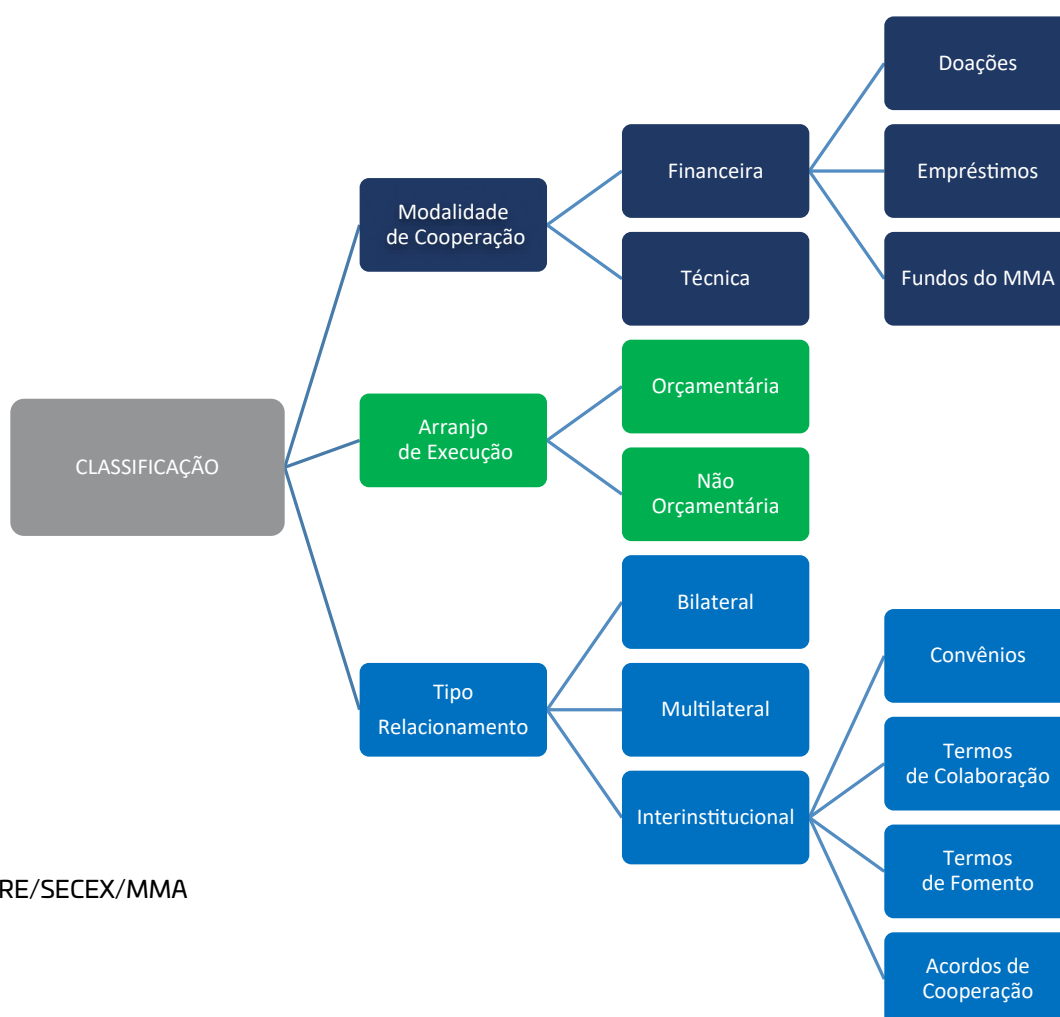 CLASSIFICAÇÃO
Modalidade
de Cooperação
Financeira
Doações
Empréstimos
Fundos do MMA
Técnica
Arranjo
de Execução
Orçamentária
Não
Orçamentária
Tipo
Relacionamento
Bilateral
Multilateral
Interinstitucional
Convênios
Termos
de Colaboração
Termos
de Fomento
Acordos de
Cooperação
RE/SECEX/MMA